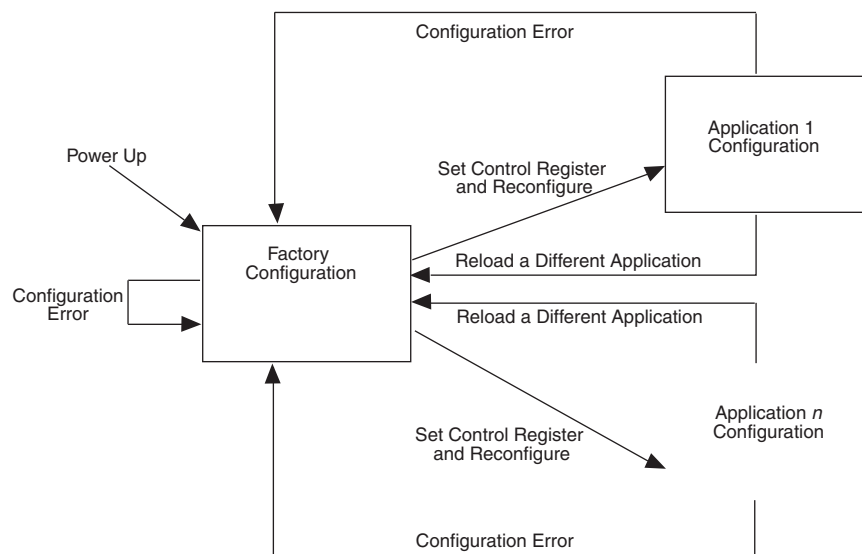 Configuration Error
Application 1
Configuration
Power Up
Set Control Register
and Reconfigure
Factory
Configuration
Reload a Different Application
Configuration
Error
Reload a Different Application
Application n
Configuration
Set Control Register
and Reconfigure
Configuration Error